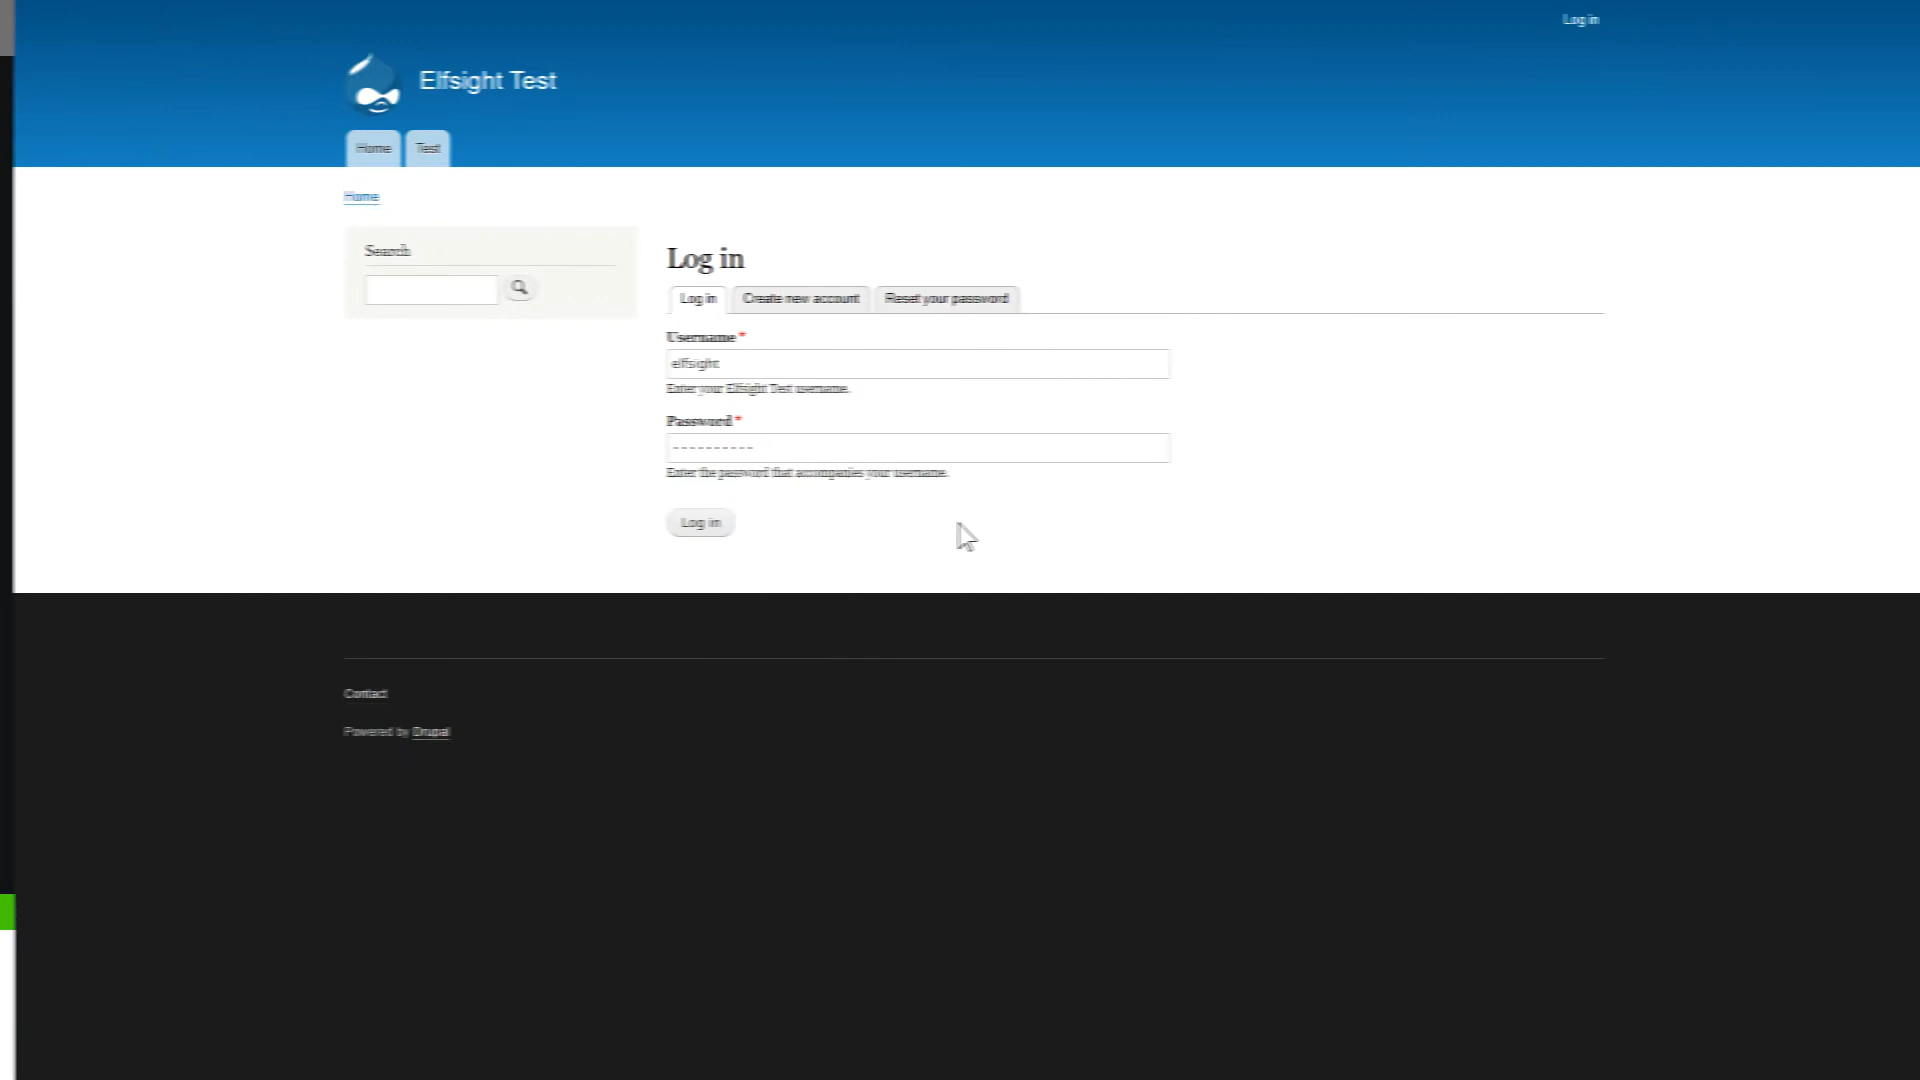 Log in
Elfsight Test
Home Test
Home
Search
Log in
Log in Create new account Reset your password
Username *
elfsight
Enter your Elfsight Test username.
Password *
Enter the password that accompanies your username.
Log in
Contact
Powered by Drupal